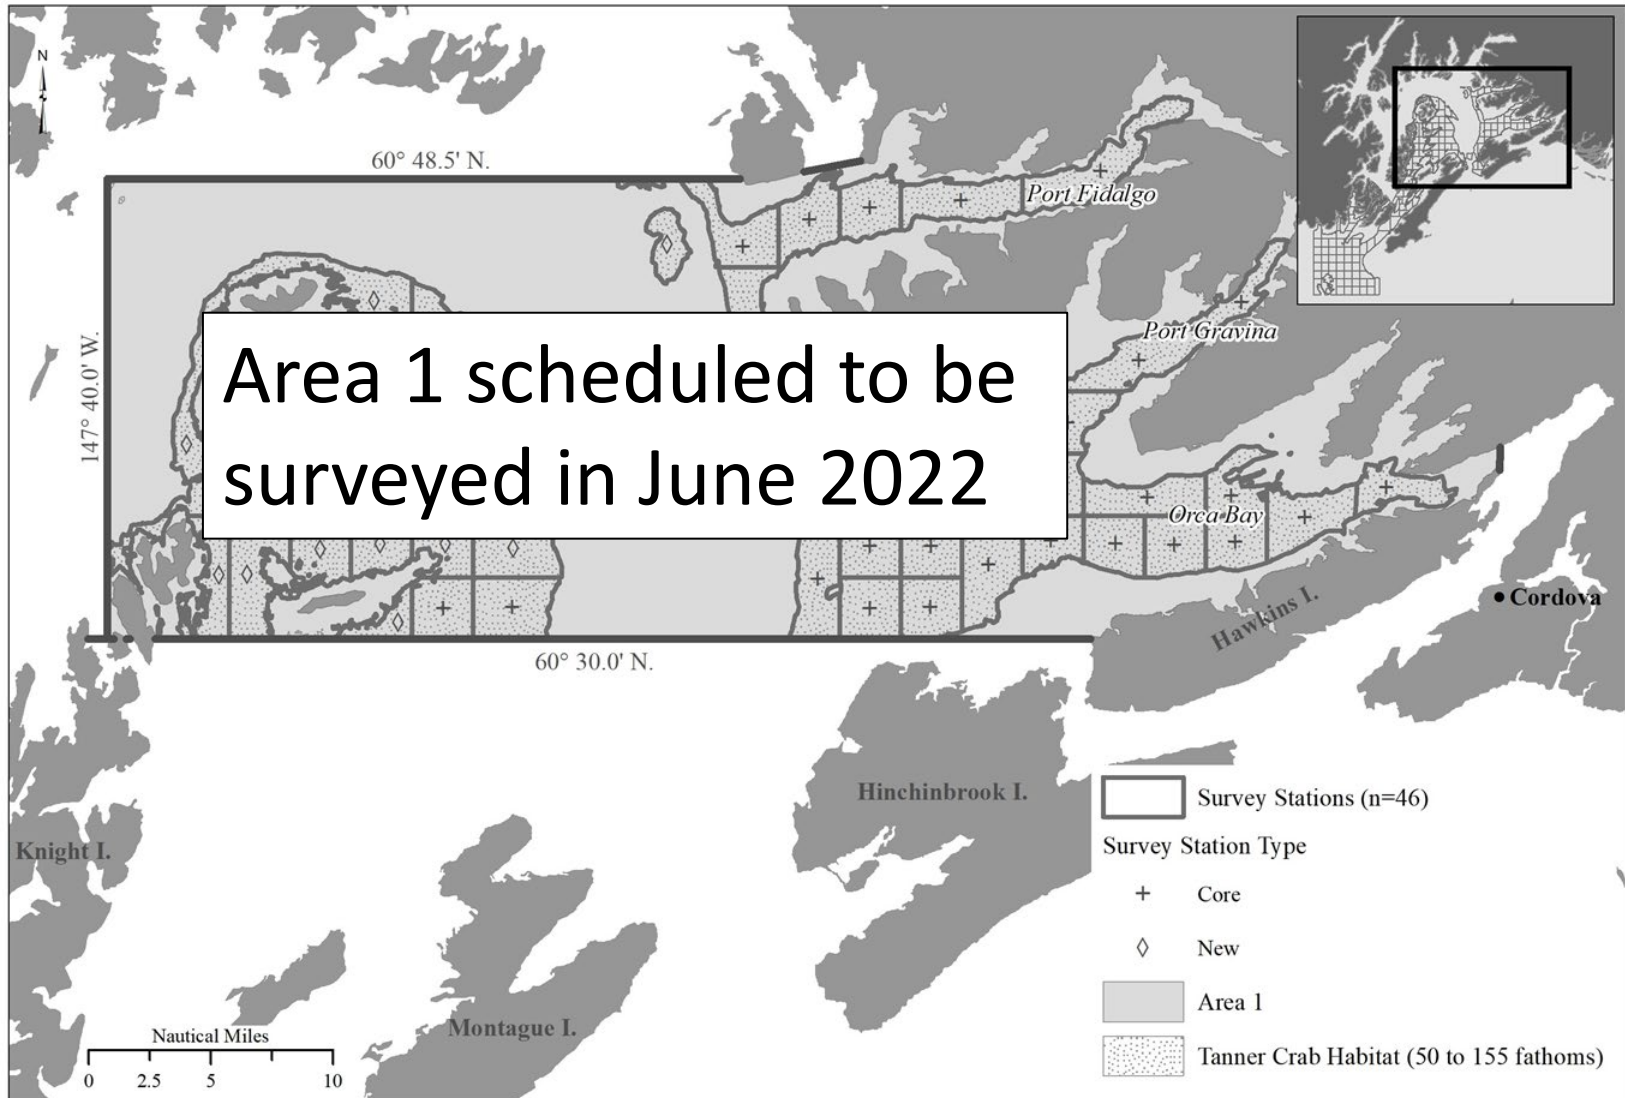 N
60° 48.5' N.
Port Fidalgo
Port Gravina
147° 40.0' W.
Area 1 scheduled to be
surveyed in June 2022
Orca Bay
Cordova
Hawkins I.
60° 30.0' N.
Hinchinbrook I.
Knight I.
Montague I.
Survey Stations (n=46)
Survey Station Type
Core
New
Area 1
Tanner Crab Habitat (50 to 155 fathoms)
Nautical Miles
0 2.5 5 10